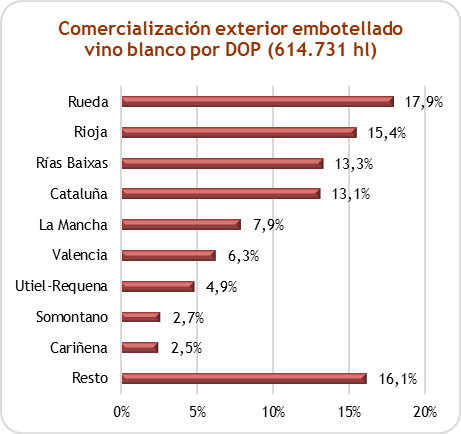 Comercialización exterior embotellado
vino blanco por DOP (614.731 hl)
Rueda 17,9%
Rioja 15,4%
Rías Baixas 13,3%
Cataluña 13,1%
La Mancha 7,9%
Valencia 6,3%
Utiel-Requena 4,9%
Somontano 2,7%
Cariñena 2,5%
Resto 16,1%
0% 5% 10% 15% 20%